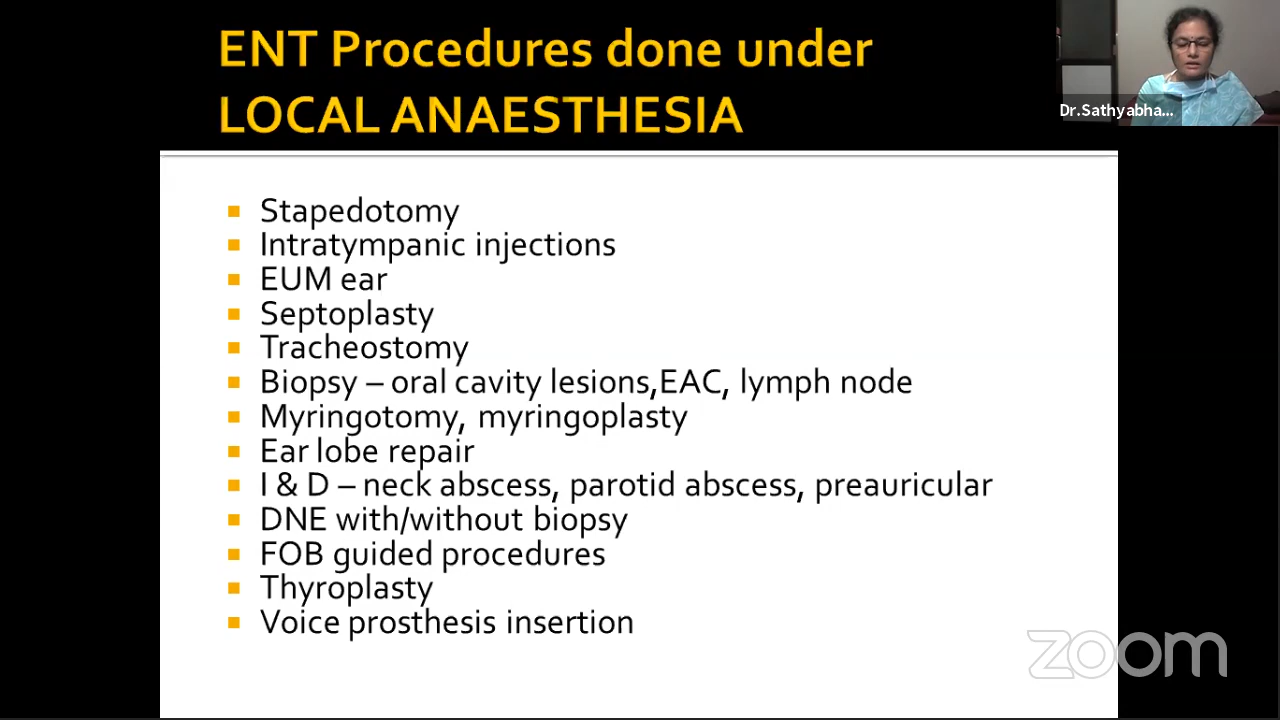 ENT Procedures done under
LOCAL ANAESTHESIA
Dr.Sathyabha...
Stapedotomy
Intratympanic injections
EUM ear
Septoplasty
Tracheostomy
Biopsy – oral cavity lesions,EAC, lymph node
Myringotomy, myringoplasty
Ear lobe repair
I & D – neck abscess, parotid abscess, preauricular
DNE with/without biopsy
FOB guided procedures
Thyroplasty
Voice prosthesis insertion
zoom